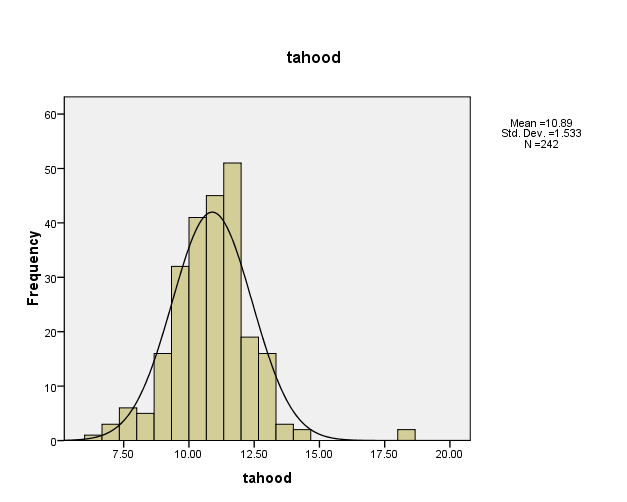 tahood
Mean =10.89
Std. Dev. =1.533
N =242
60
50
40
30
20
10
0
Frequency
7.50 10.00 12.50 15.00 17.50 20.00
tahood